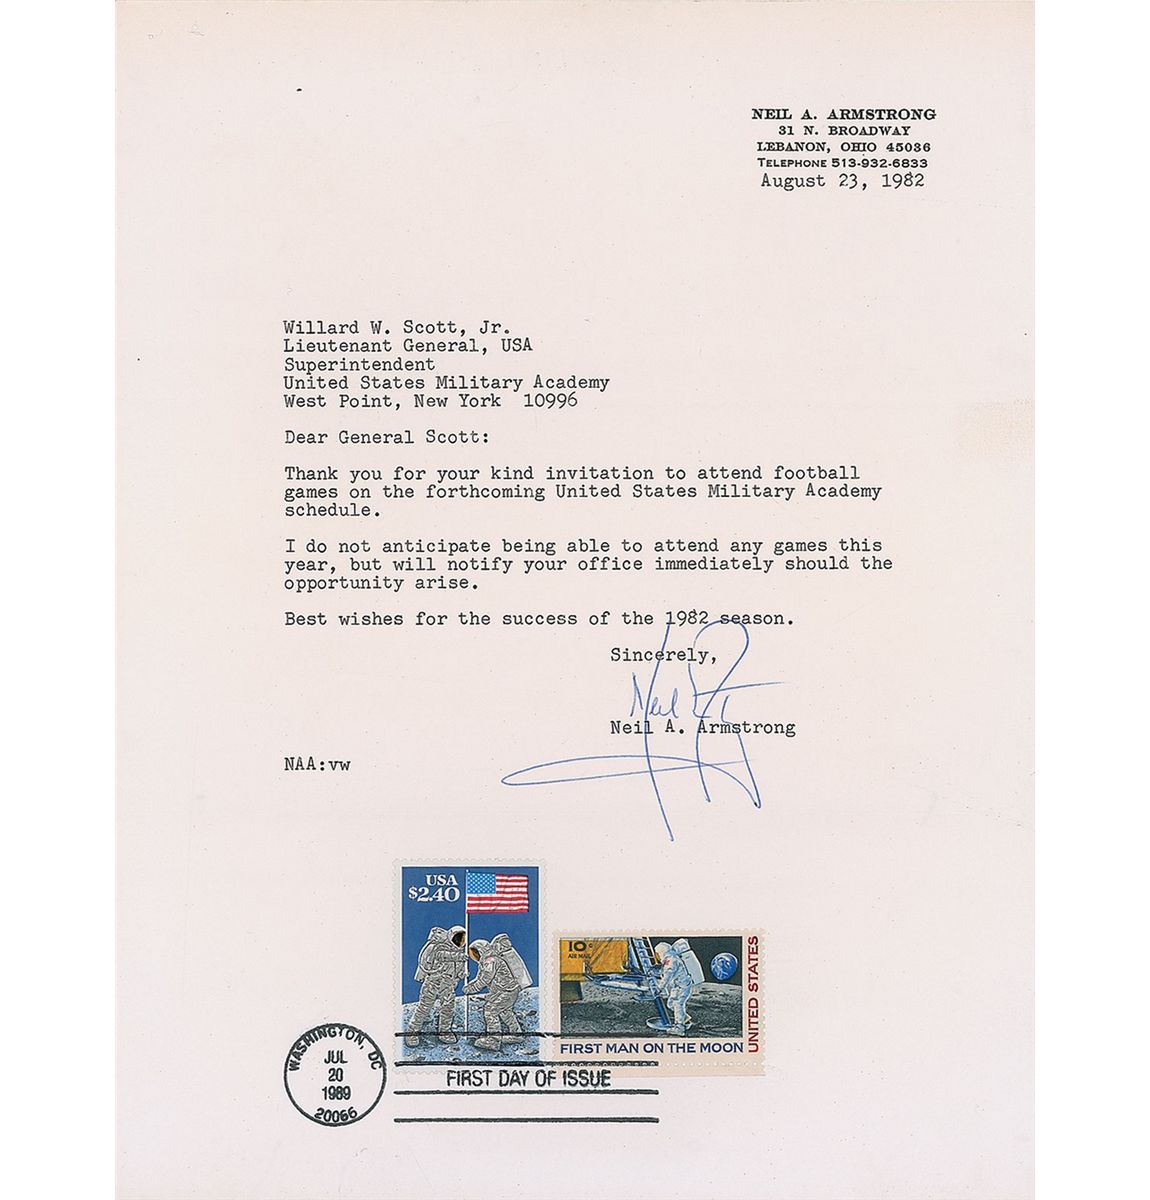 NEIL A. ARMSTRONG
31 N. BROADWAY
LEBANON, OHIO 45036
TELEPHONE 513-932-6833
August 23, 1982
Willard W. Scott, Jr.
Lieutenant General, USA
Superintendent
United States Military Academy
West Point, New York 10996
Dear General Scott:
Thank you for your kind invitation to attend football
games on the forthcoming United States Military Academy
schedule.
I do not anticipate being able to attend any games this
year, but will notify your office immediately should the
opportunity arise.
Best wishes for the success of the 1982 season.
Sincerely,
Neil
Neil A. Armstrong
NAA:vw
USA
$2.40
10c
AIR MAIL
UNITED STATES
FIRST MAN ON THE MOON
WASHINGTON, DC
JUL
20
1989
20066
FIRST DAY OF ISSUE